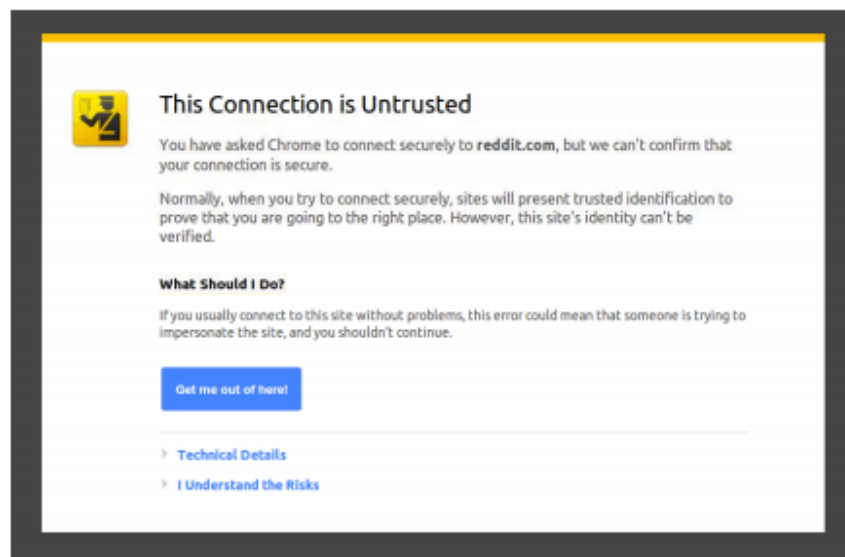 This Connection is Untrusted
You have asked Chrome to connect securely to reddit.com, but we can't confirm that
your connection is secure.
Normally, when you try to connect securely, sites will present trusted identification to
prove that you are going to the right place. However, this site's identity can't be
verified.
What Should I Do?
If you usually connect to this site without problems, this error could mean that someone is trying to
impersonate the site, and you shouldn't continue.
Get me out of here!
Technical Details
I Understand the Risks